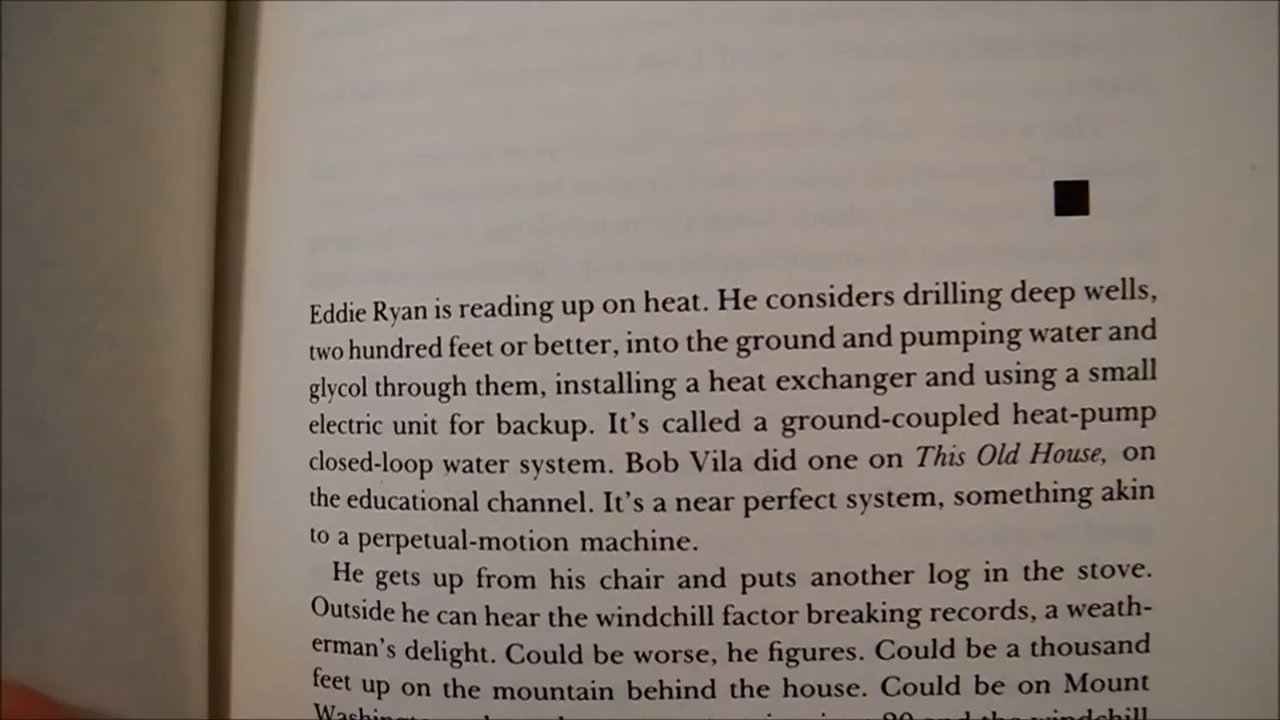 Eddie Ryan is reading up on heat. He considers drilling deep wells,
two hundred feet or better, into the ground and pumping water and
glycol through them, installing a heat exchanger and using a small
electric unit for backup. It's called a ground-coupled heat-pump
closed-loop water system. Bob Vila did one on This Old House, on
the educational channel. It's a near perfect system, something akin
to a perpetual-motion machine.
He gets up from his chair and puts another log in the stove.
Outside he can hear the windchill factor breaking records, a weath-
erman's delight. Could be worse, he figures. Could be a thousand
feet up on the mountain behind the house. Could be on Mount
and the windchill